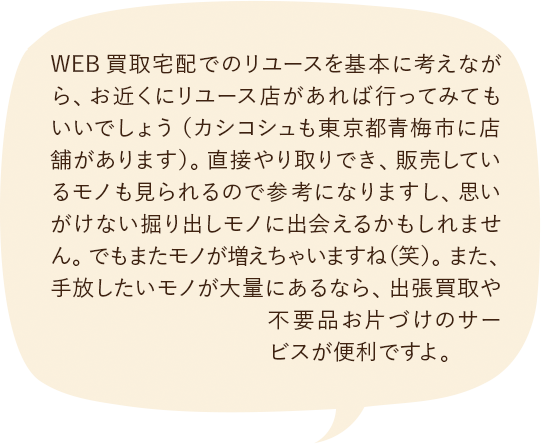 WEB買取宅配でのリユースを基本に考えなが
ら、お近くにリユース店があれば行ってみても
いいでしょう（カシコシュも東京都青梅市に店
舗があります）。直接やり取りでき、販売してい
るモノも見られるので参考になりますし、思い
がけない掘り出しモノに出会えるかもしれませ
ん。でもまたモノが増えちゃいますね（笑）。また、
手放したいモノが大量にあるなら、出張買取や
不要品お片づけのサー
ビスが便利ですよ。